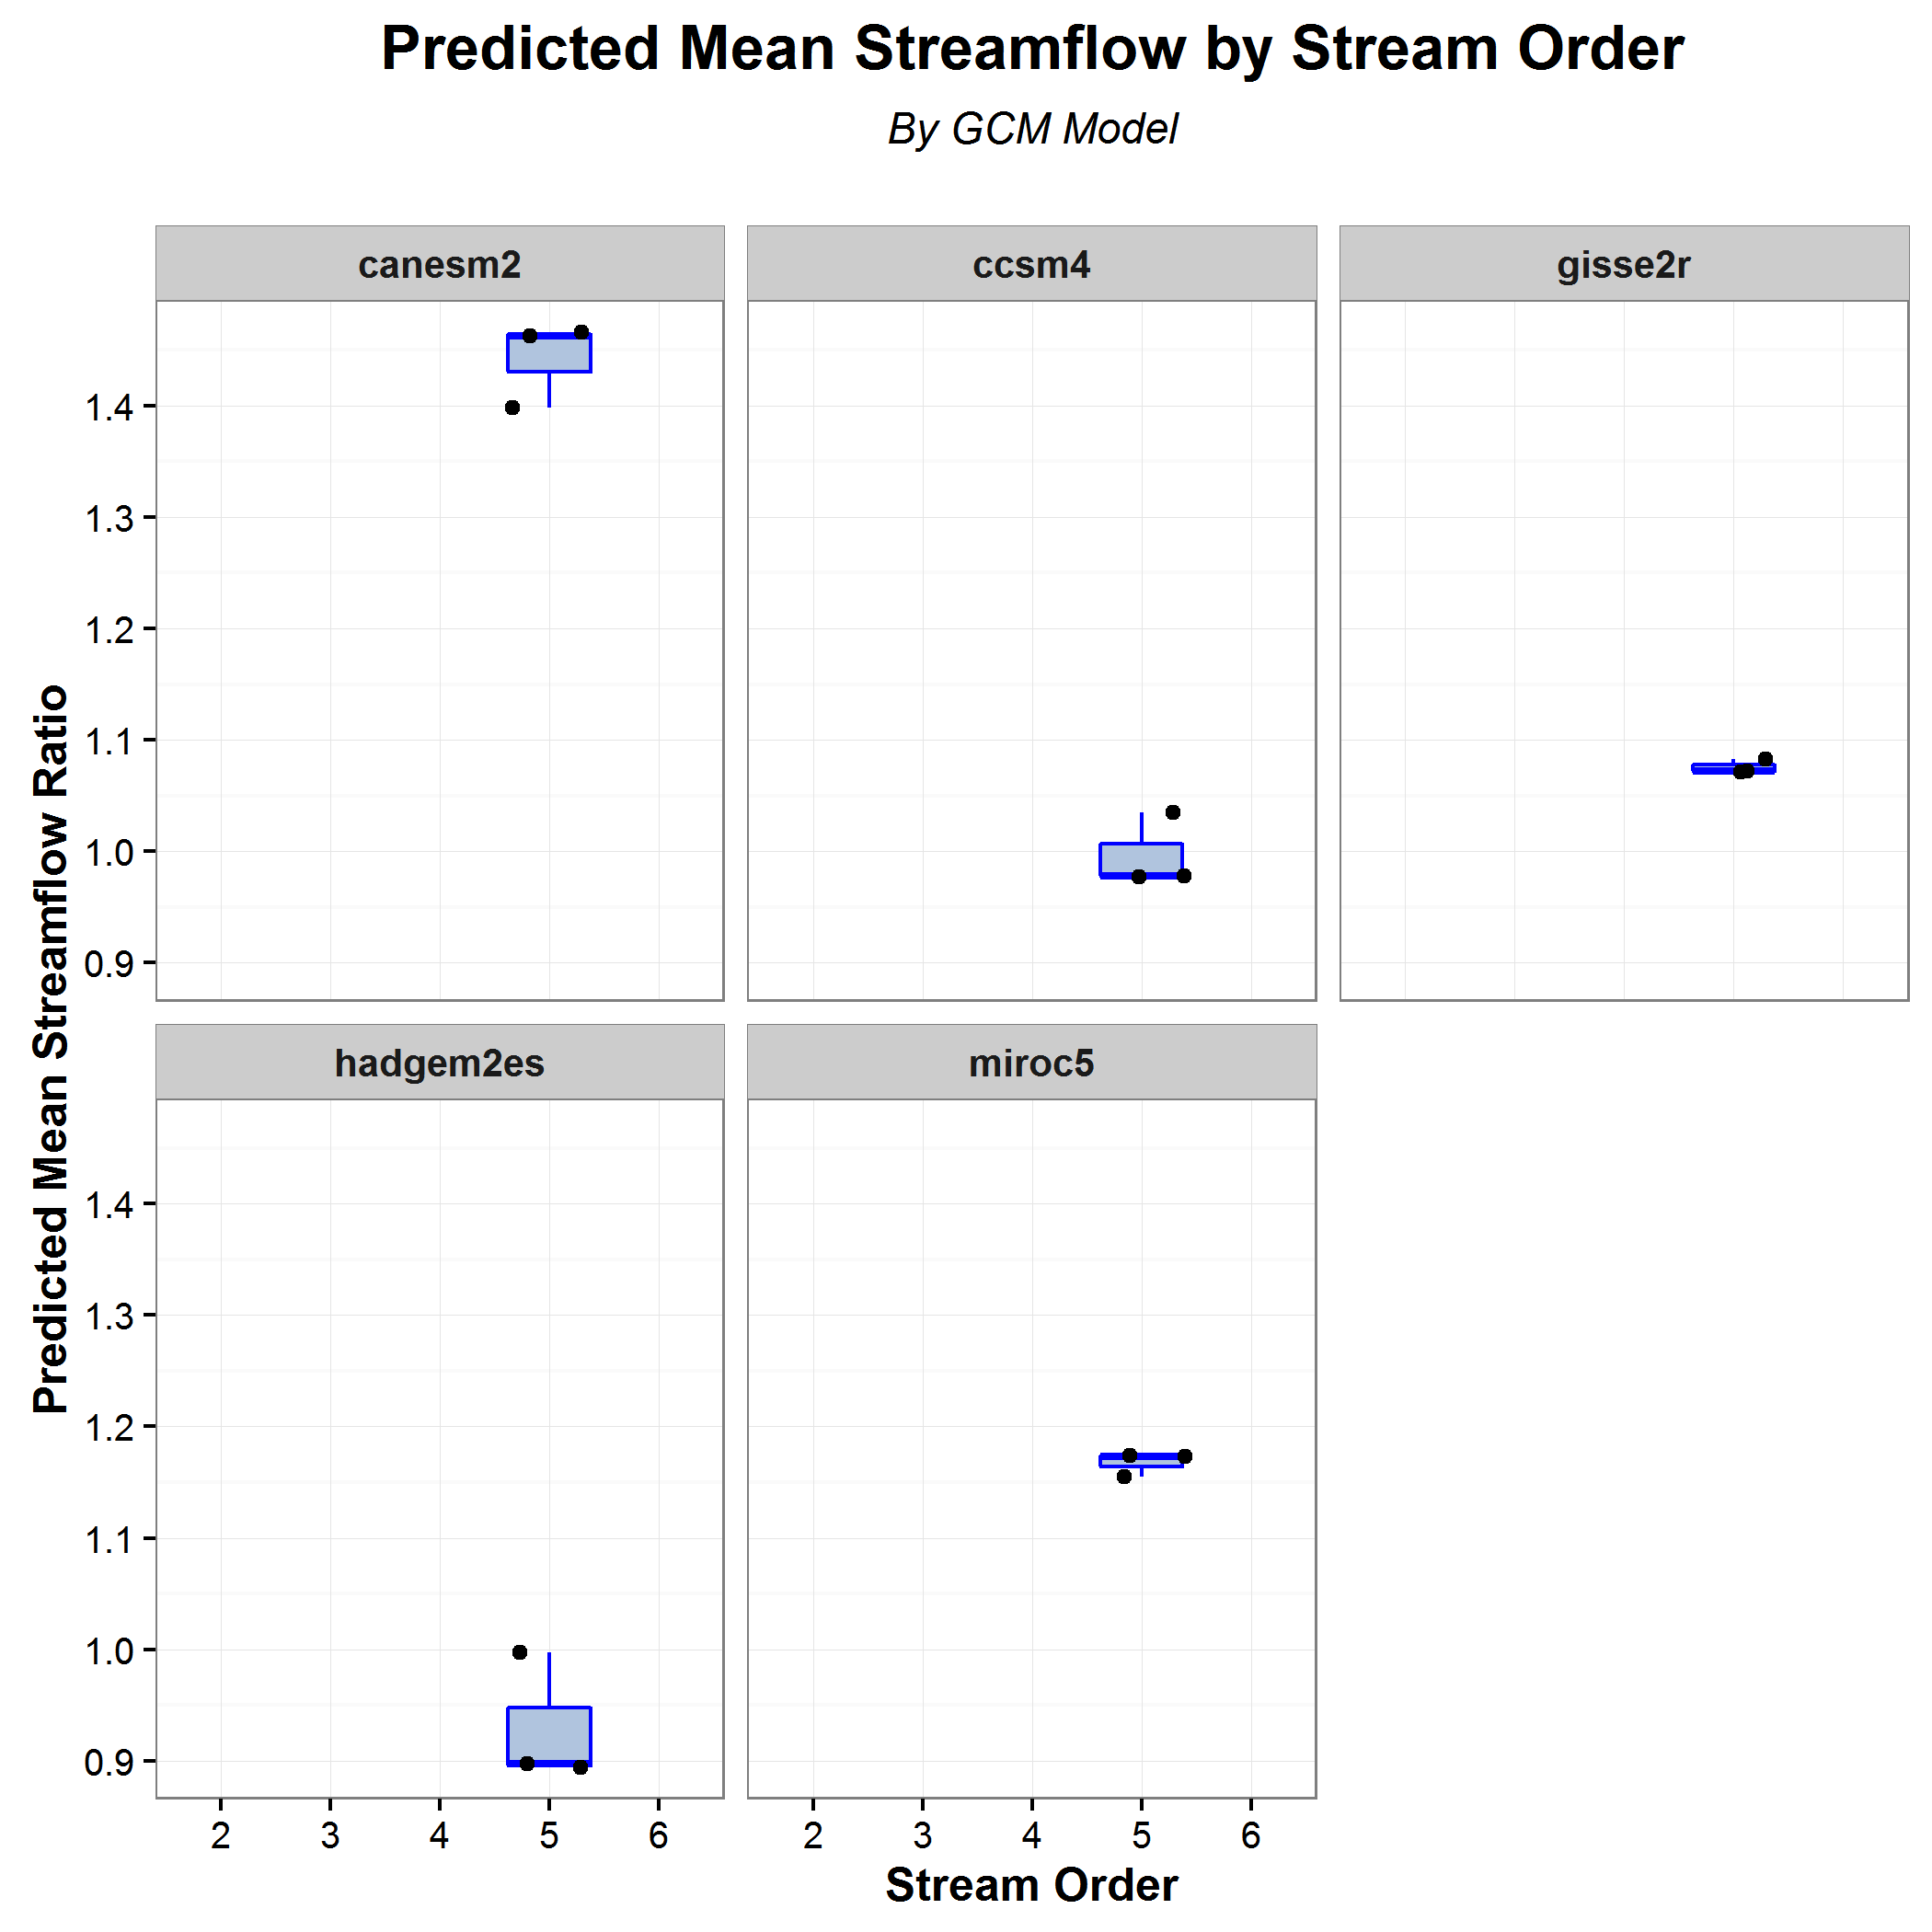 Predicted Mean Streamflow by Stream Order
By GCM Model
canesm2
ccsm4
gisse2r
1.4
1.3
1.2
1.1
1.0
0.9
Predicted Mean Streamflow Ratio
hadgem2es
miroc5
1.4
1.3
1.2
1.1
1.0
0.9
2 3 4 5 6
2 3 4 5 6
Stream Order